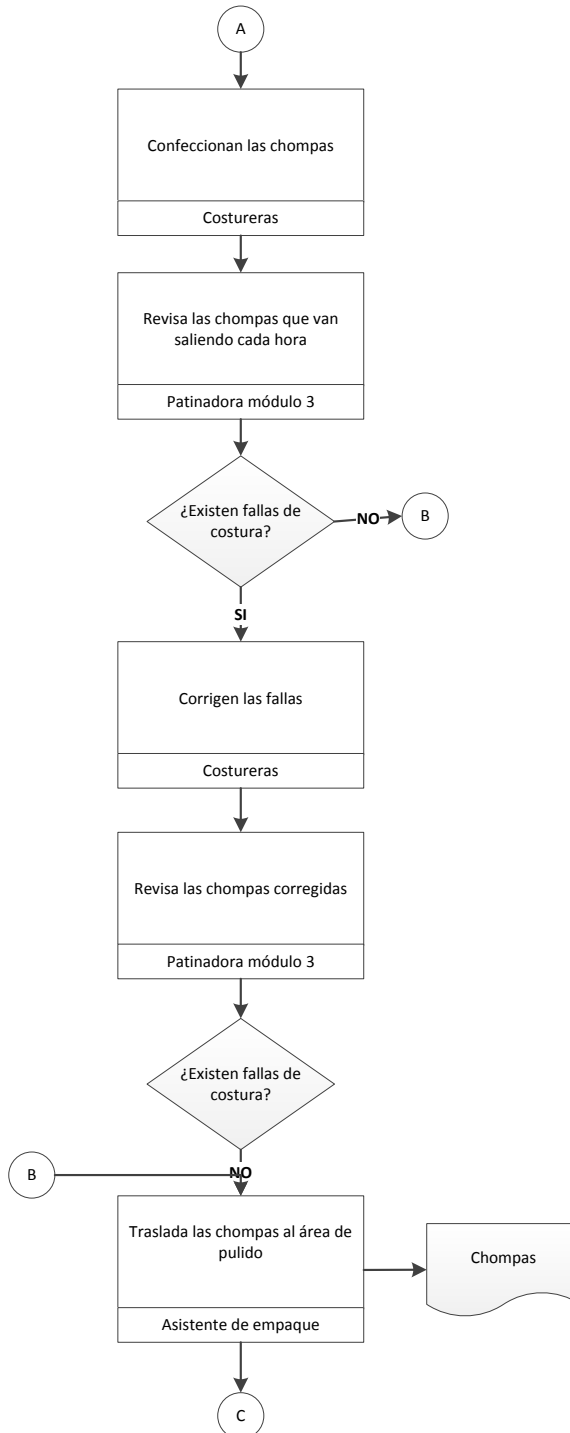 A
Confeccionan las chompas
Costureras
Revisa las chompas que van
saliendo cada hora
Patinadora módulo 3
¿Existen fallas de
costura?
NO
B
SI
Corrigen las fallas
Costureras
Revisa las chompas corregidas
Patinadora módulo 3
¿Existen fallas de
costura?
B
NO
Traslada las chompas al área de
pulido
Chompas
Asistente de empaque
C